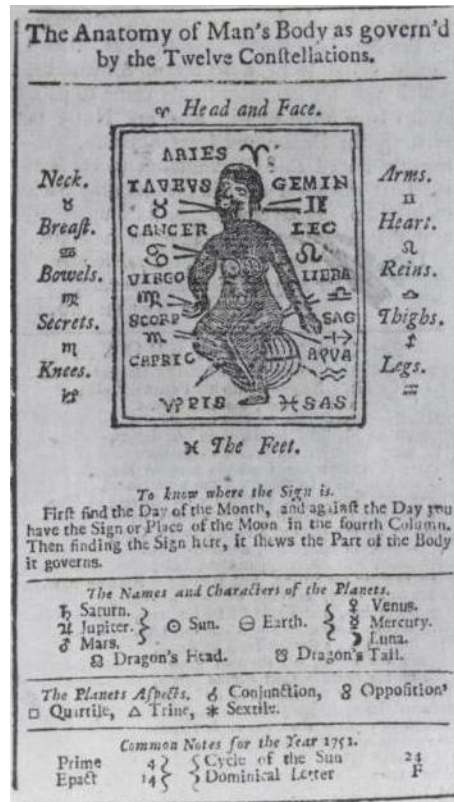 The Anatomy of Man's Body as govern'd
by the Twelve Conſtellations.
♈ Head and Face.
Neck.
♉
Breaſt.
♋
Bowels.
♍
Secrets.
♏
Knees.
♑
ARIES ♈
TAURUS GEMIN
♉ ♊
CANCER LEO
♋ ♌
VIRGO LIBRA
♍ ♎
SCORP SAG
♏ ♐
CAPRIC AQVA
♒
♑ PIS ♓ SAS
Arms.
♊
Heart.
♌
Reins.
♎
Thighs.
♐
Legs.
♒
♓ The Feet.
To know where the Sign is.
Firſt find the Day of the Month, and againſt the Day you
have the Sign or Place of the Moon in the fourth Column.
Then finding the Sign here, it ſhews the Part of the Body
it governs.
The Names and Characters of the Planets.
♄ Saturn. ♀ Venus.
♃ Jupiter. ☉ Sun. ⊖ Earth. ☿ Mercury.
♂ Mars. ☽ Luna.
☊ Dragon's Head. ☋ Dragon's Tail.
The Planets Aſpects. ☌ Conjunction, ☍ Oppoſition'
□ Quartile, △ Trine, ⚹ Sextile.
Common Notes for the Year 1751.
Prime 4 Cycle of the Sun 24
Epact 14 Dominical Letter F